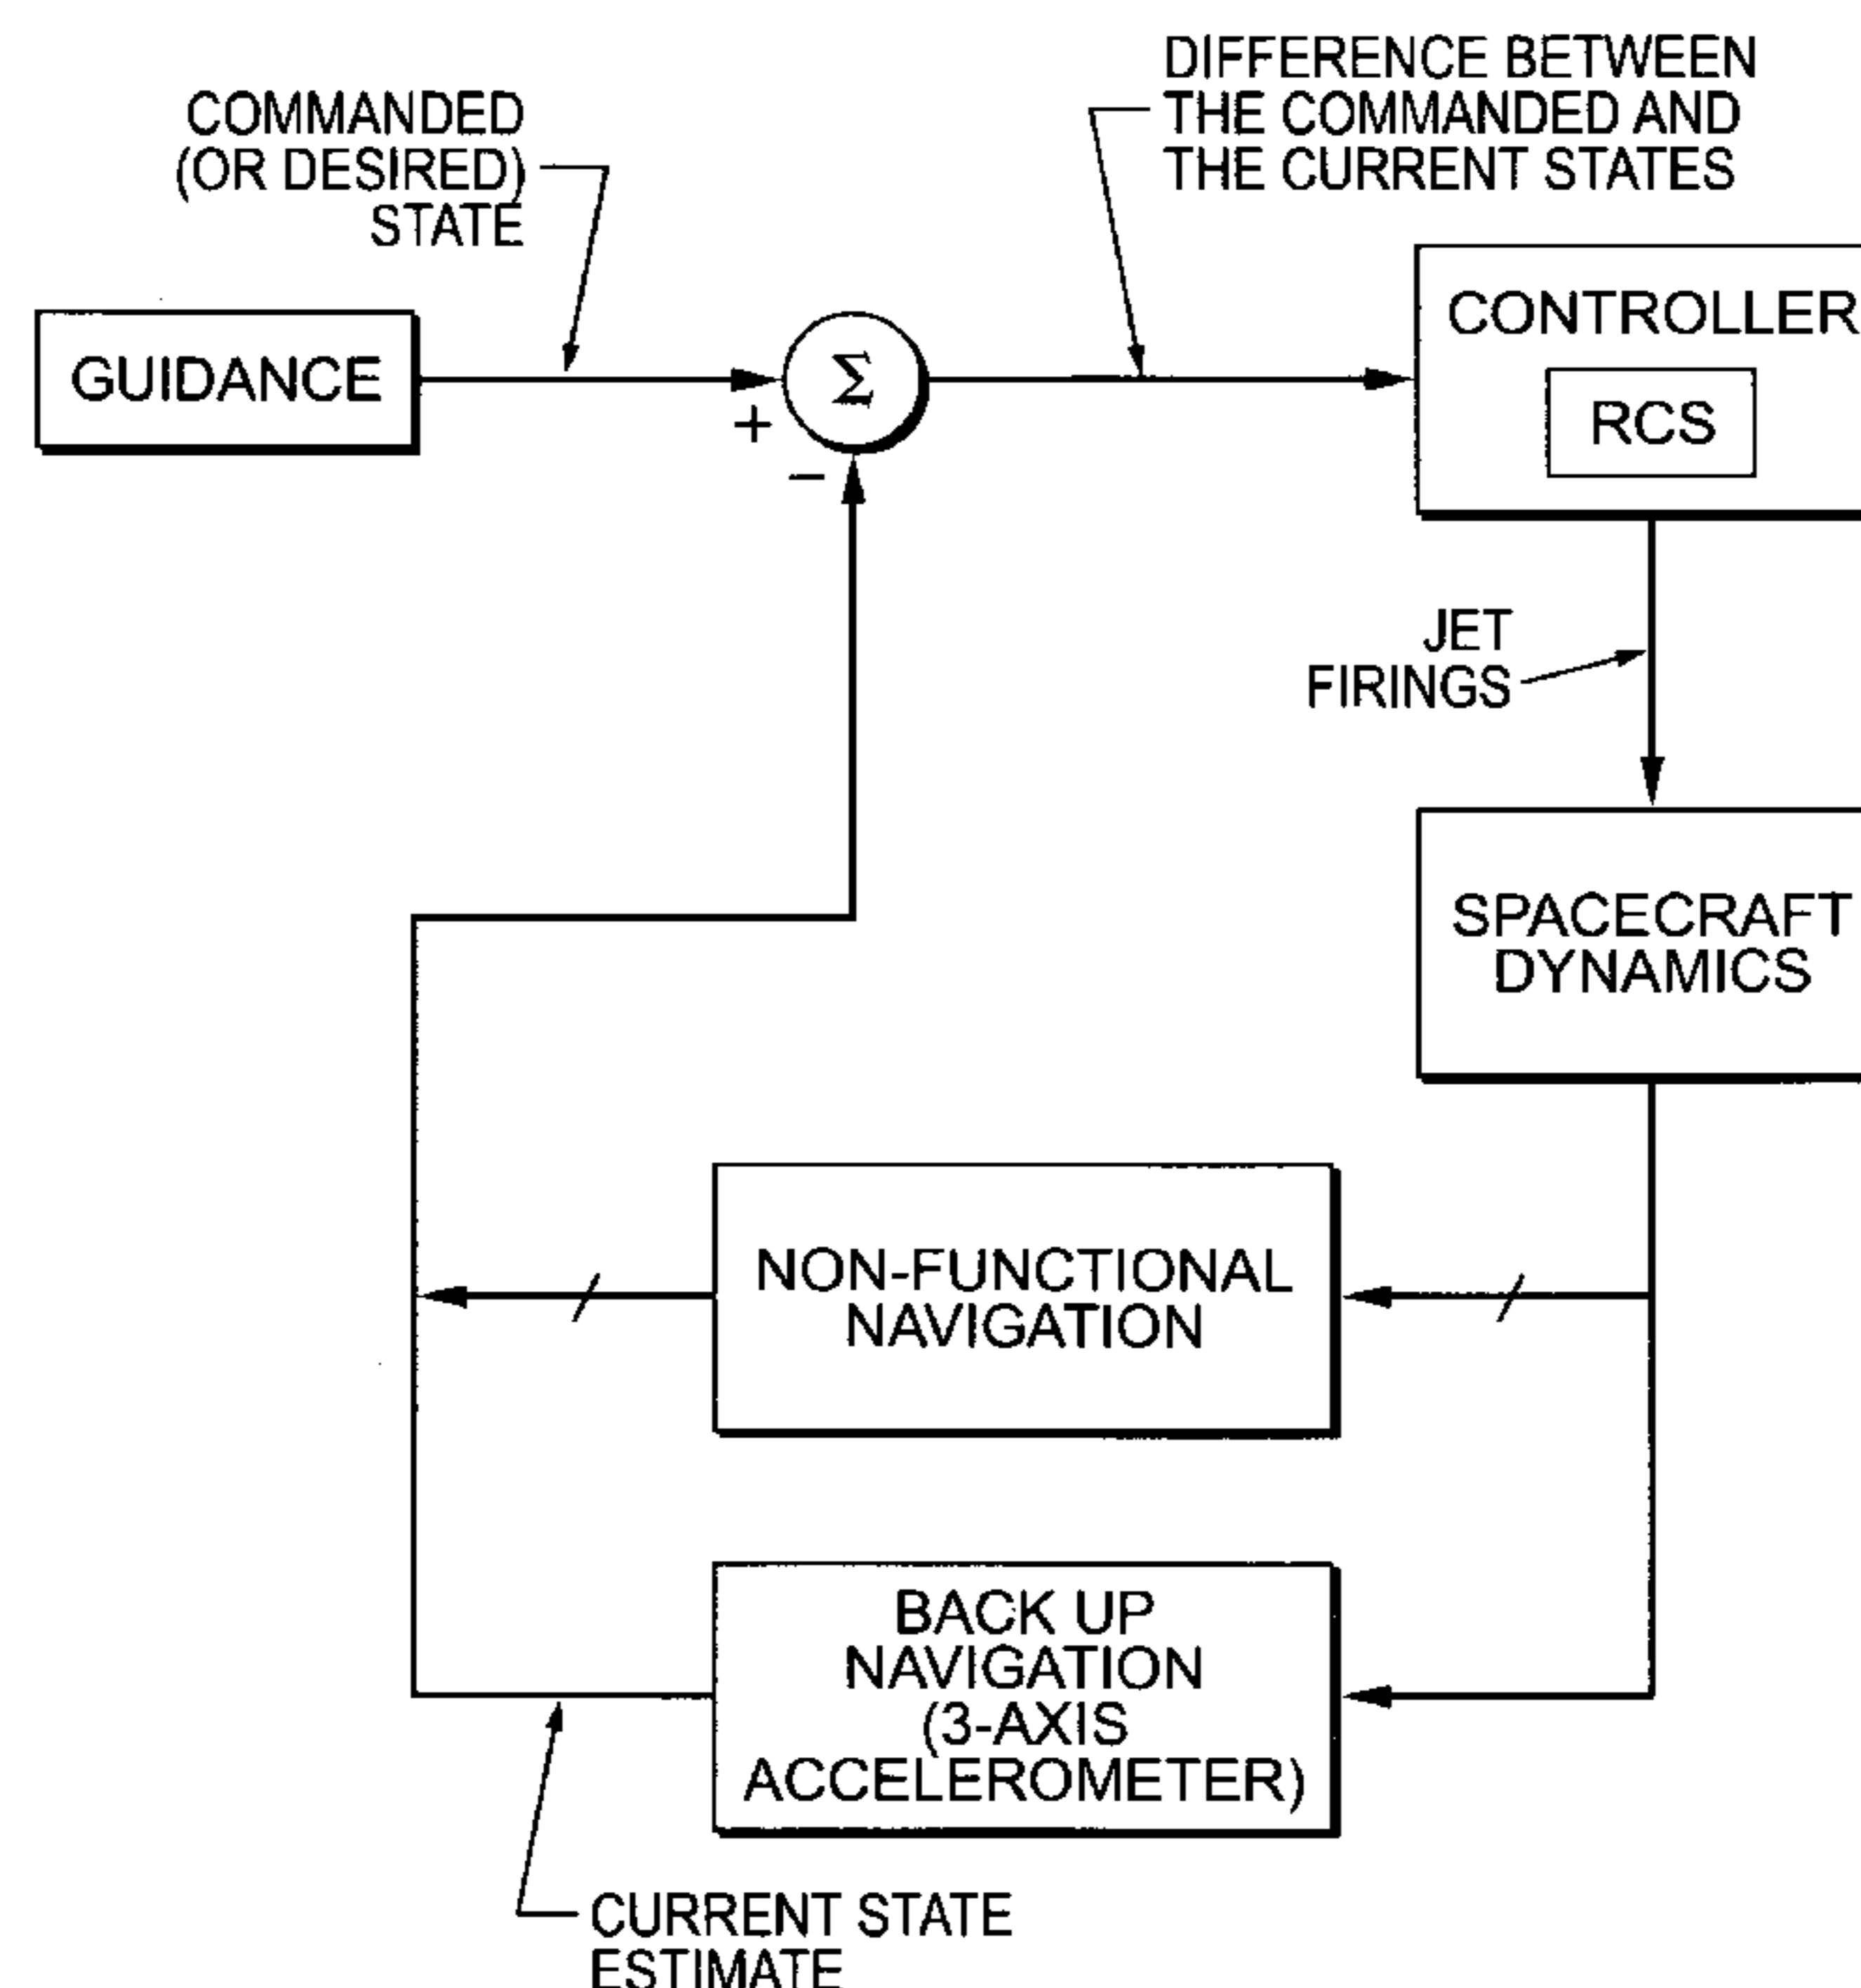 DIFFERENCE BETWEEN
THE COMMANDED AND
THE CURRENT STATES
COMMANDED
(OR DESIRED)
STATE
GUIDANCE
+
Σ
−
CONTROLLER
RCS
JET
FIRINGS
SPACECRAFT
DYNAMICS
NON-FUNCTIONAL
NAVIGATION
BACK UP
NAVIGATION
(3-AXIS
ACCELEROMETER)
CURRENT STATE
ESTIMATE